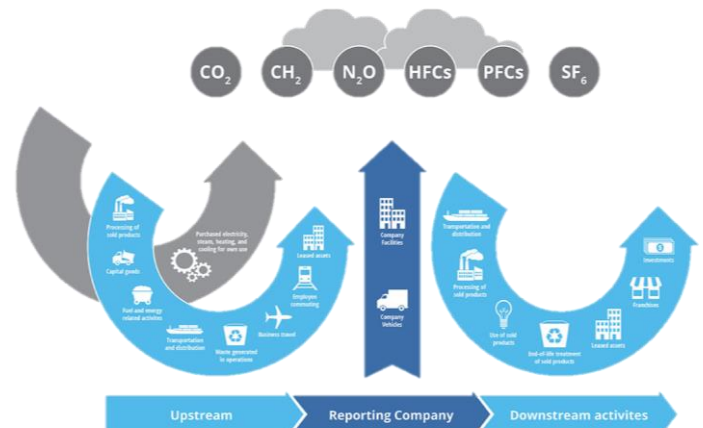 CO2
CH2
N2O
HFCs
PFCs
SF6
Processing of
sold products
Capital goods
Fuel and energy
related activites
Transportation
and distribution
Waste generated
in operations
Business travel
Employee
commuting
Leased assets
Purchased electricity,
steam, heating, and
cooling for own use
Company
Facilities
Company
Vehicles
Transportation and
distribution
Processing of
sold products
Use of sold
products
End-of-life treatment
of sold products
Leased assets
Franchises
Investments
Upstream
Reporting Company
Downstream activites